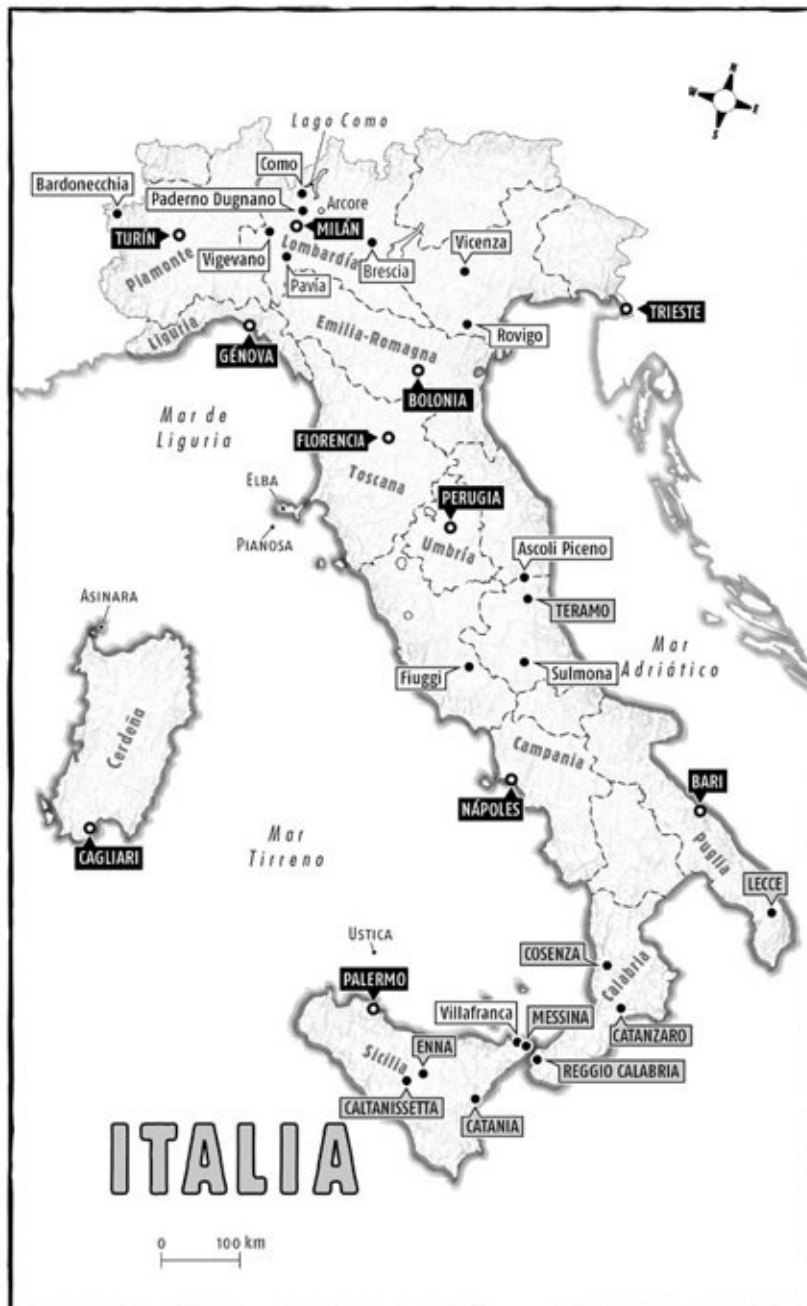 N
W
E
S
Lago Como
Como
Bardonecchia
Paderno Dugnano
Arcore
MILÁN
TURÍN
Vicenza
Piamonte
Vigevano
Lombardía
Brescia
Pavía
TRIESTE
Liguria
Emilia-Romagna
Rovigo
GÉNOVA
BOLONIA
Mar de
Liguria
FLORENCIA
Toscana
ELBA
PERUGIA
PIANOSA
Umbría
Ascoli Piceno
ASINARA
TERAMO
Mar
Adriático
Fiuggi
Sulmona
Cerdeña
Campania
NÁPOLES
BARI
Mar
Tirreno
CAGLIARI
Puglia
LECCE
USTICA
COSENZA
PALERMO
Calabria
Villafranca
MESSINA
CATANZARO
Sicilia
ENNA
REGGIO CALABRIA
CALTANISSETTA
CATANIA
ITALIA
0 100 km